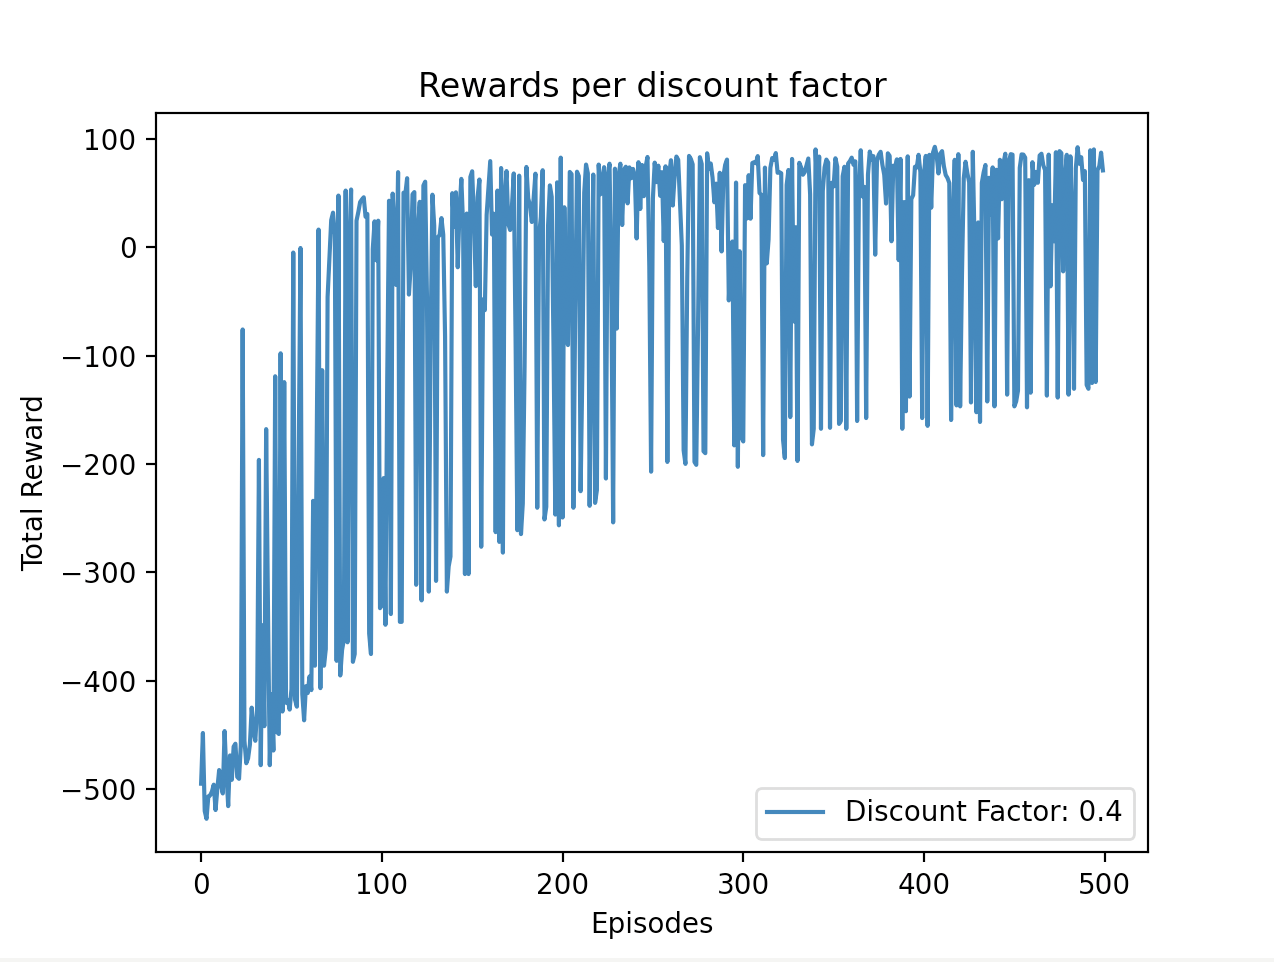 Rewards per discount factor
100
0
−100
−200
−300
−400
−500
Total Reward
Discount Factor: 0.4
0 100 200 300 400 500
Episodes